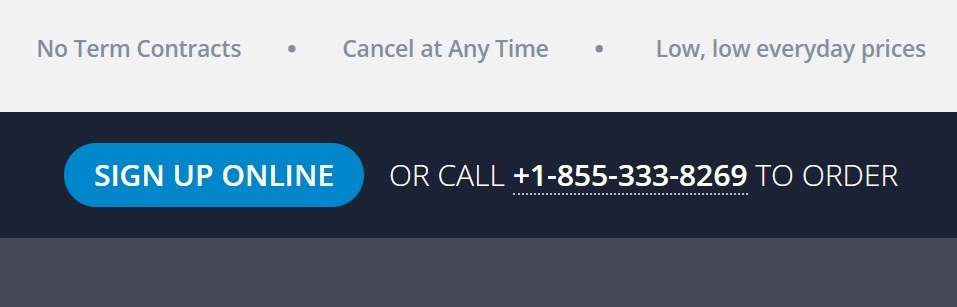 No Term Contracts • Cancel at Any Time • Low, low everyday prices
SIGN UP ONLINE OR CALL +1-855-333-8269 TO ORDER